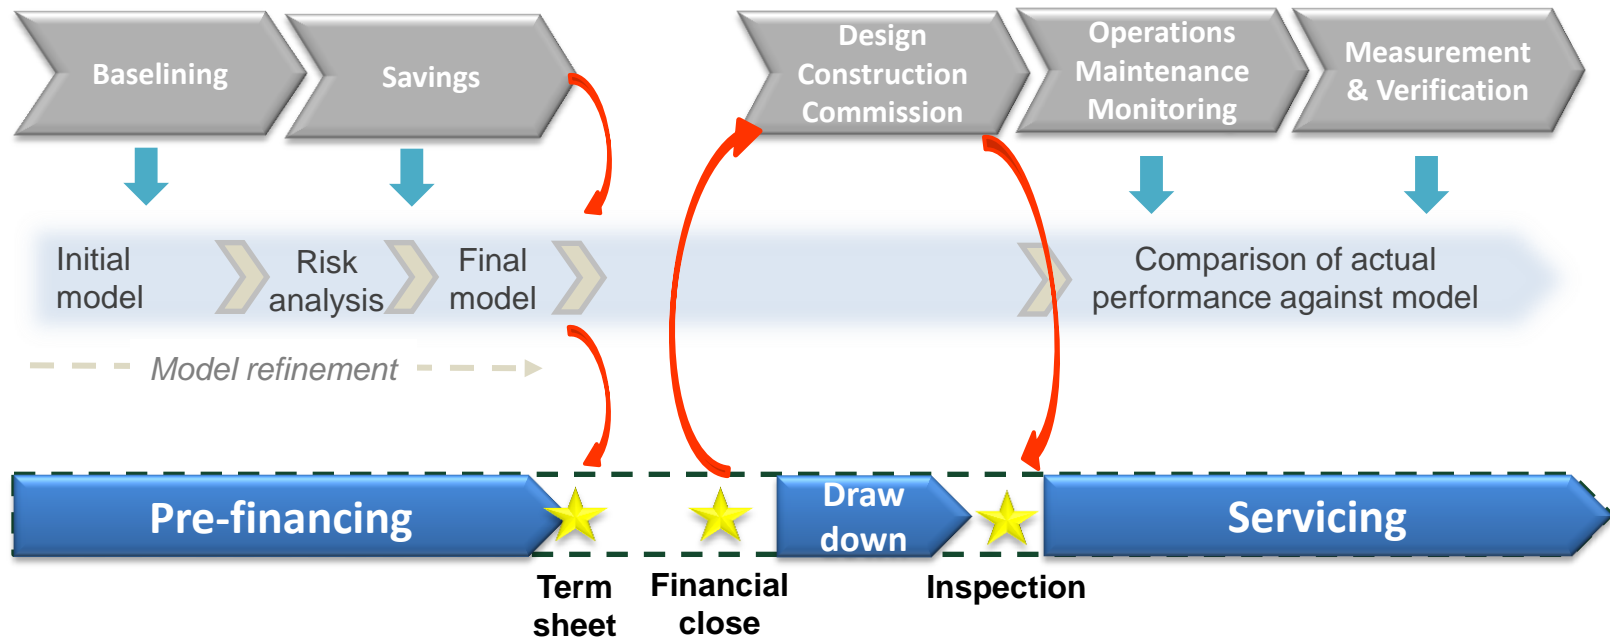 Baselining
Savings
Design
Construction
Commission
Operations
Maintenance
Monitoring
Measurement
& Verification
Initial
model
Risk
analysis
Final
model
Comparison of actual
performance against model
Model refinement
Pre-financing
Draw
down
Servicing
Term
sheet
Financial
close
Inspection